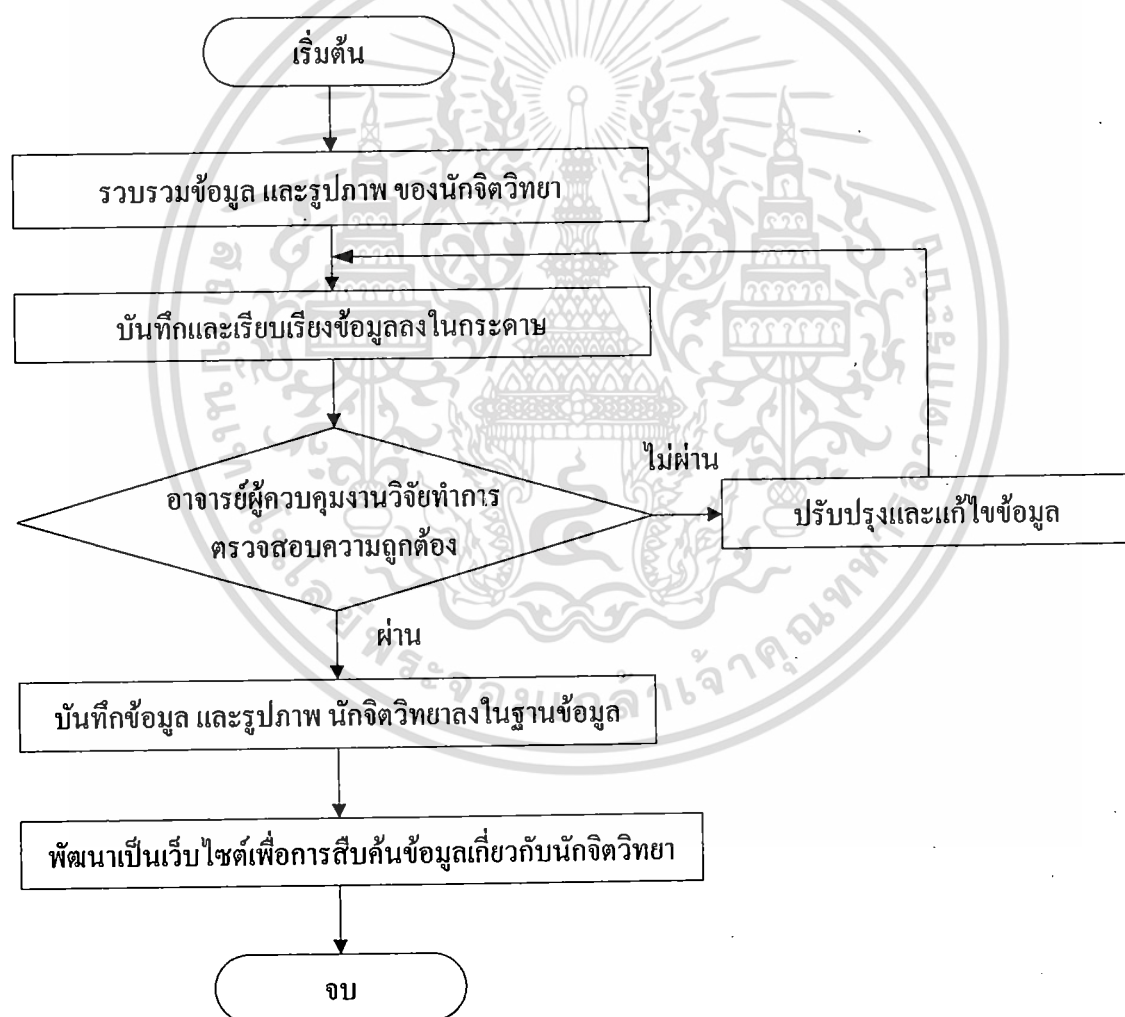 เริ่มต้น
รวบรวมข้อมูล และรูปภาพ ของนักจิตวิทยา
บันทึกและเรียบเรียงข้อมูลลงในกระดาษ
อาจารย์ผู้ควบคุมงานวิจัยทำการ
ตรวจสอบความถูกต้อง
ไม่ผ่าน
ปรับปรุงและแก้ไขข้อมูล
ผ่าน
บันทึกข้อมูล และรูปภาพ นักจิตวิทยาลงในฐานข้อมูล
พัฒนาเป็นเว็บไซต์เพื่อการสืบค้นข้อมูลเกี่ยวกับนักจิตวิทยา
จบ